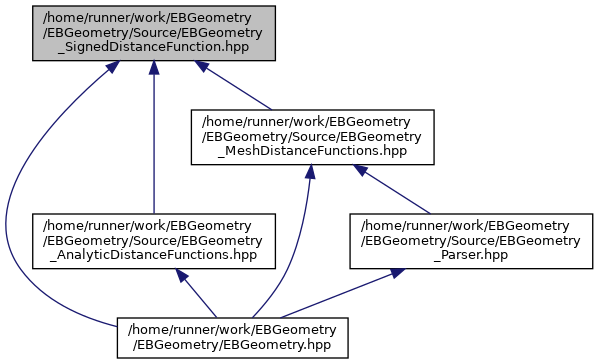 /home/runner/work/EBGeometry
/EBGeometry/Source/EBGeometry
_SignedDistanceFunction.hpp
/home/runner/work/EBGeometry
/EBGeometry/Source/EBGeometry
_MeshDistanceFunctions.hpp
/home/runner/work/EBGeometry
/EBGeometry/Source/EBGeometry
_AnalyticDistanceFunctions.hpp
/home/runner/work/EBGeometry
/EBGeometry/Source/EBGeometry
_Parser.hpp
/home/runner/work/EBGeometry
/EBGeometry/EBGeometry.hpp